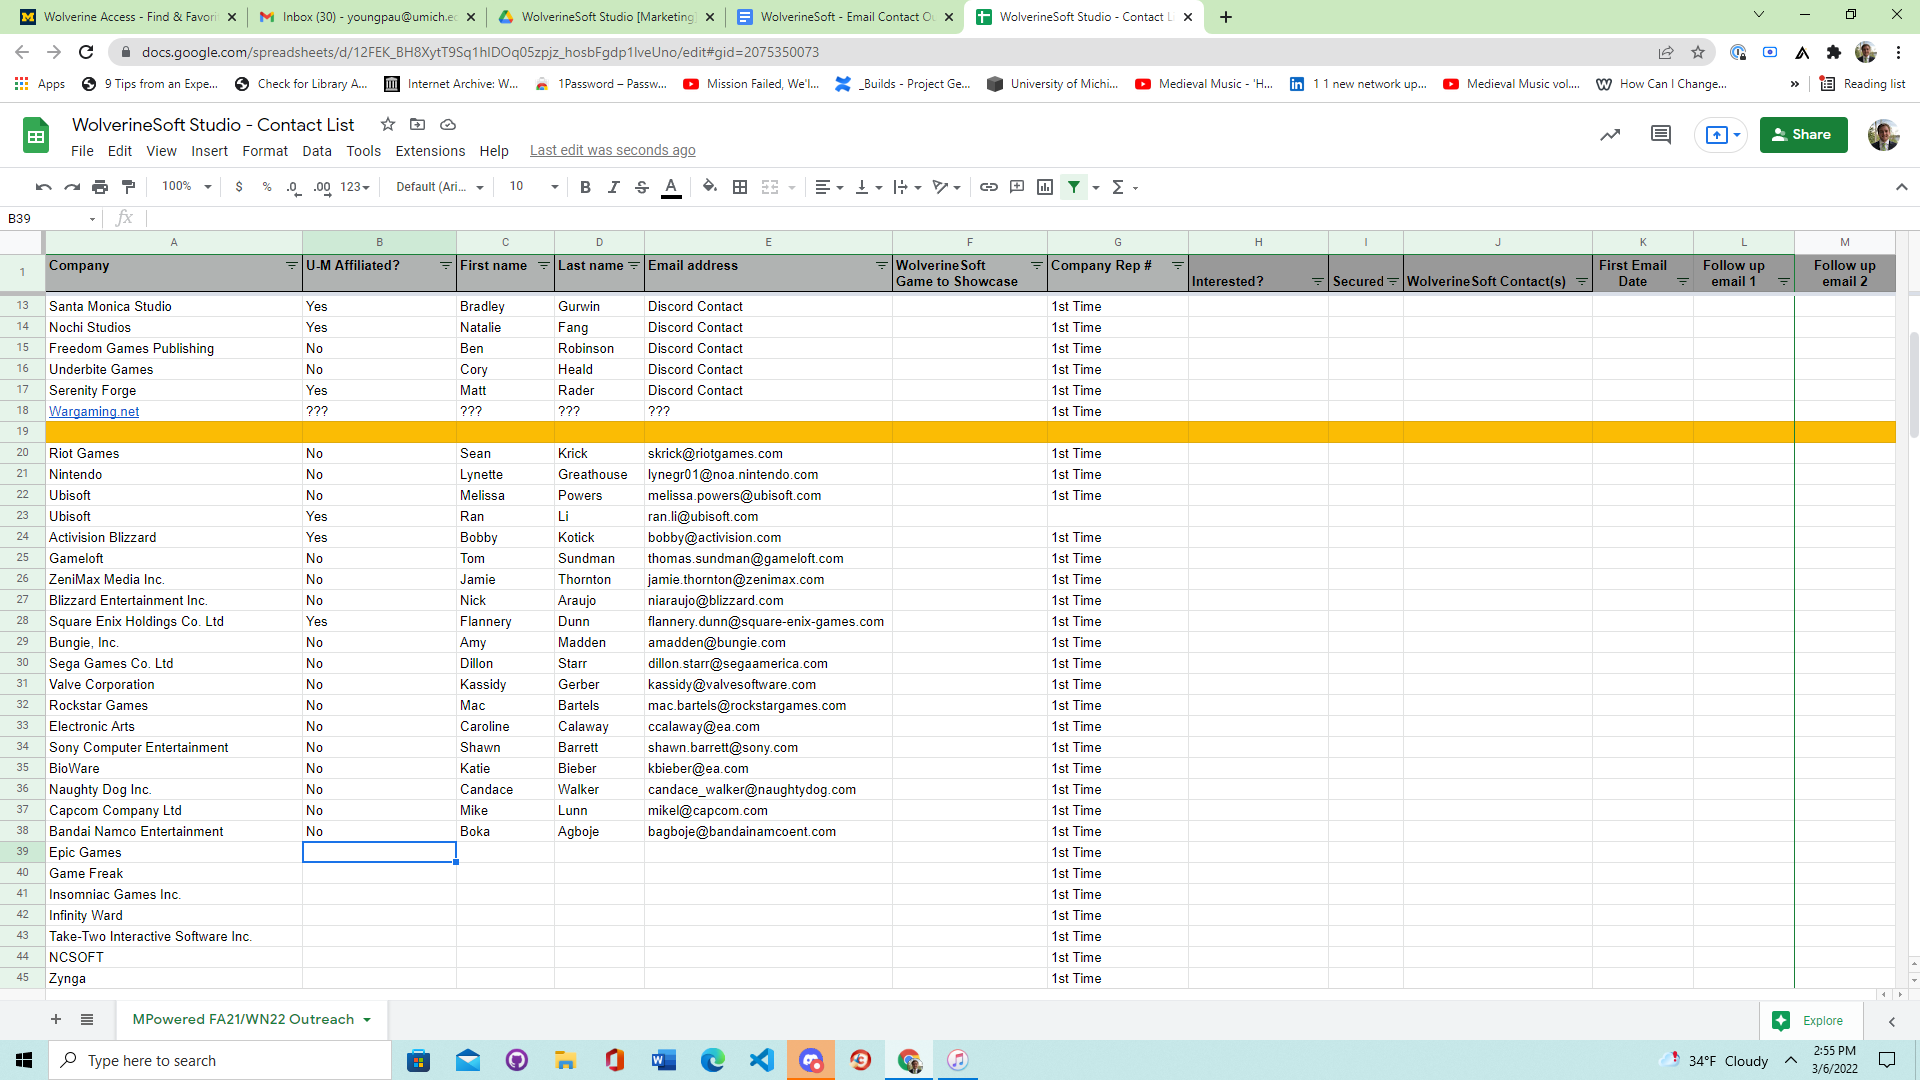 Wolverine Access - Find & Favori
Inbox (30) - youngpau@umich.ed
WolverineSoft Studio [Marketing]
WolverineSoft - Email Contact Ou
WolverineSoft Studio - Contact Li
docs.google.com/spreadsheets/d/12FEK_BH8XytT9Sq1hIDOq05zpjz_hosbFgdp1lveUno/edit#gid=2075350073
Apps 9 Tips from an Expe... Check for Library A... Internet Archive: W... 1Password – Passw... Mission Failed, We'l... _Builds - Project Ge... University of Michi... Medieval Music - 'H... 1 1 new network up... Medieval Music vol.... How Can I Change... » Reading list
WolverineSoft Studio - Contact List
Share
File Edit View Insert Format Data Tools Extensions Help Last edit was seconds ago
100% $ % .0 .00 123 Default (Ari... 10 B I S A Σ
B39 fx
A B C D E F G H I J K L M
1 Company U-M Affiliated? First name Last name Email address WolverineSoft Game to Showcase Company Rep # Interested? Secured WolverineSoft Contact(s) First Email Date Follow up email 1 Follow up email 2
13 Santa Monica Studio Yes Bradley Gurwin Discord Contact 1st Time
14 Nochi Studios Yes Natalie Fang Discord Contact 1st Time
15 Freedom Games Publishing No Ben Robinson Discord Contact 1st Time
16 Underbite Games No Cory Heald Discord Contact 1st Time
17 Serenity Forge Yes Matt Rader Discord Contact 1st Time
18 Wargaming.net ??? ??? ??? ??? 1st Time
19
20 Riot Games No Sean Krick skrick@riotgames.com 1st Time
21 Nintendo No Lynette Greathouse lynegr01@noa.nintendo.com 1st Time
22 Ubisoft No Melissa Powers melissa.powers@ubisoft.com 1st Time
23 Ubisoft Yes Ran Li ran.li@ubisoft.com
24 Activision Blizzard Yes Bobby Kotick bobby@activision.com 1st Time
25 Gameloft No Tom Sundman thomas.sundman@gameloft.com 1st Time
26 ZeniMax Media Inc. No Jamie Thornton jamie.thornton@zenimax.com 1st Time
27 Blizzard Entertainment Inc. No Nick Araujo niaraujo@blizzard.com 1st Time
28 Square Enix Holdings Co. Ltd Yes Flannery Dunn flannery.dunn@square-enix-games.com 1st Time
29 Bungie, Inc. No Amy Madden amadden@bungie.com 1st Time
30 Sega Games Co. Ltd No Dillon Starr dillon.starr@segaamerica.com 1st Time
31 Valve Corporation No Kassidy Gerber kassidy@valvesoftware.com 1st Time
32 Rockstar Games No Mac Bartels mac.bartels@rockstargames.com 1st Time
33 Electronic Arts No Caroline Calaway ccalaway@ea.com 1st Time
34 Sony Computer Entertainment No Shawn Barrett shawn.barrett@sony.com 1st Time
35 BioWare No Katie Bieber kbieber@ea.com 1st Time
36 Naughty Dog Inc. No Candace Walker candace_walker@naughtydog.com 1st Time
37 Capcom Company Ltd No Mike Lunn mikel@capcom.com 1st Time
38 Bandai Namco Entertainment No Boka Agboje bagboje@bandainamcoent.com 1st Time
39 Epic Games 1st Time
40 Game Freak 1st Time
41 Insomniac Games Inc. 1st Time
42 Infinity Ward 1st Time
43 Take-Two Interactive Software Inc. 1st Time
44 NCSOFT 1st Time
45 Zynga 1st Time
MPowered FA21/WN22 Outreach
Explore
Type here to search
34°F Cloudy
2:55 PM
3/6/2022